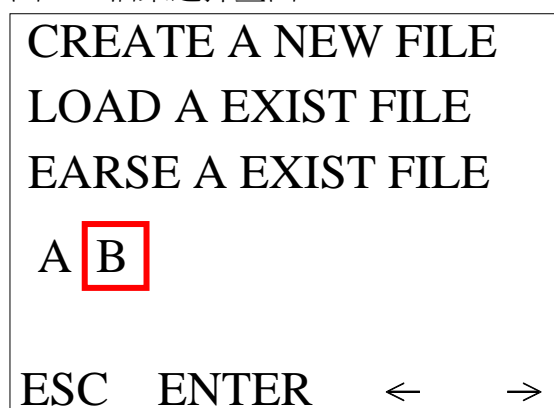 CREATE A NEW FILE
LOAD A EXIST FILE
EARSE A EXIST FILE
A B
ESC ENTER ← →